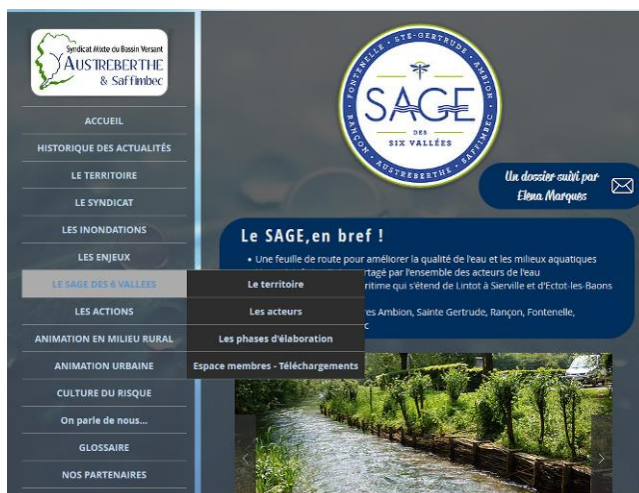 Syndicat Mixte du Bassin Versant
AUSTREBERTHE
& Saffimbec
ACCUEIL
HISTORIQUE DES ACTUALITÉS
LE TERRITOIRE
LE SYNDICAT
LES INONDATIONS
LES ENJEUX
LE SAGE DES 6 VALLEES
LES ACTIONS
ANIMATION EN MILIEU RURAL
ANIMATION URBAINE
CULTURE DU RISQUE
On parle de nous...
GLOSSAIRE
NOS PARTENAIRES
Le territoire
Les acteurs
Les phases d'élaboration
Espace membres - Téléchargements
FONTENELLE • STE-GERTRUDE • AMBION • SAFFIMBEC • AUSTREBERTHE • RANÇON
SAGE
DES
SIX VALLÉES
Un dossier suivi par
Elena Marques
Le SAGE,en bref !
• Une feuille de route pour améliorer la qualité de l'eau et les milieux aquatiques
rtagé par l'ensemble des acteurs de l'eau
ritime qui s'étend de Lintot à Sierville et d'Ectot-les-Baons
res Ambion, Sainte Gertrude, Rançon, Fontenelle,
c